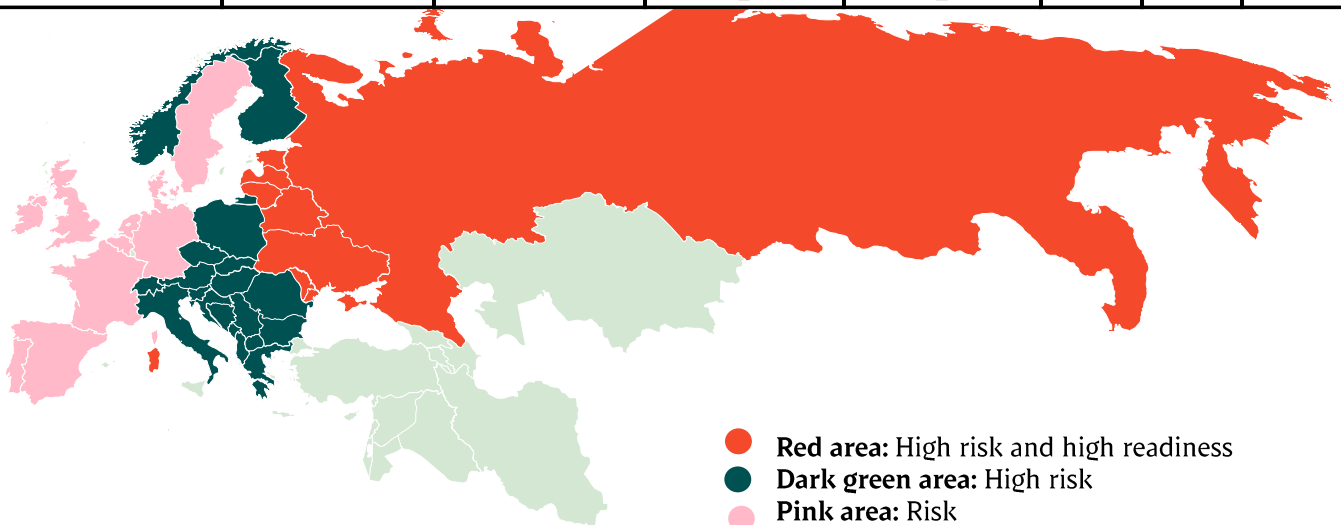 Red area: High risk and high readiness
Dark green area: High risk
Pink area: Risk